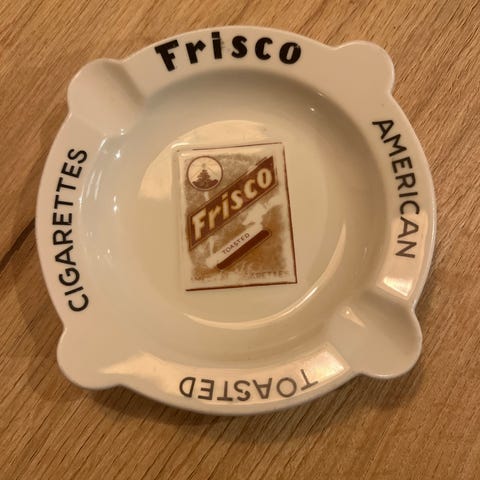 Frisco
AMERICAN
TOASTED
CIGARETTES
Frisco
TOASTED